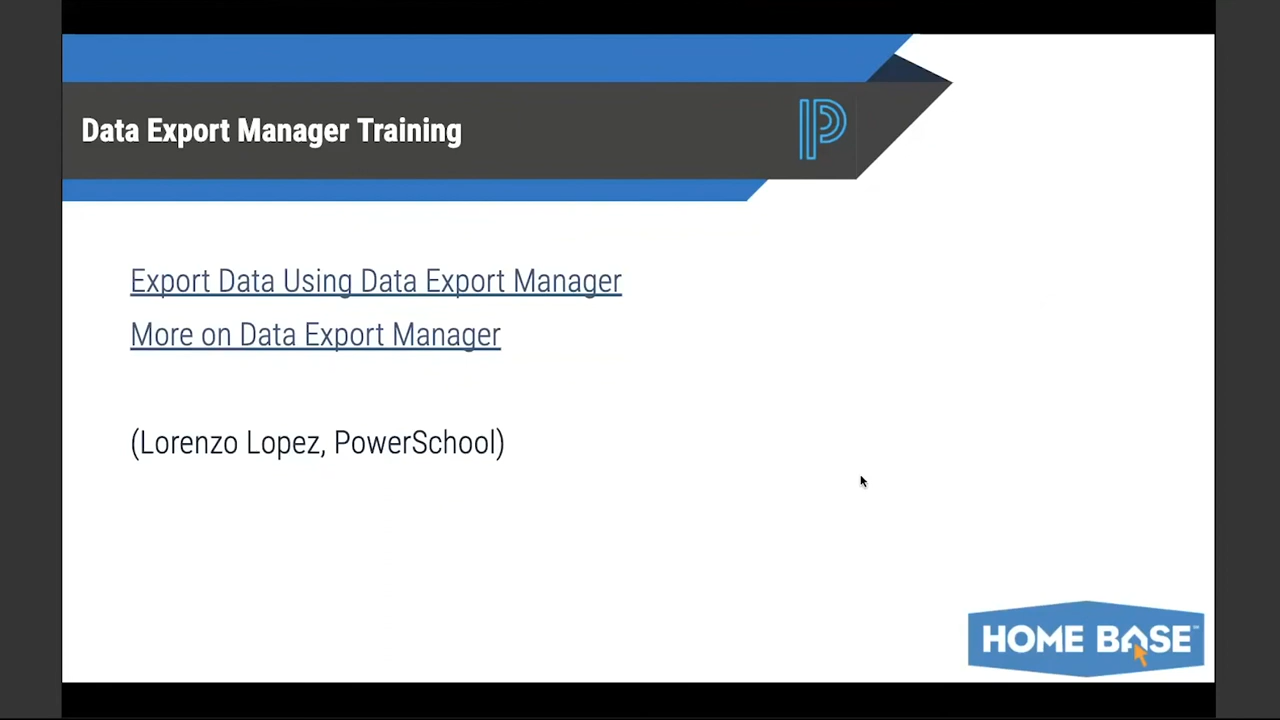 Data Export Manager Training
Export Data Using Data Export Manager
More on Data Export Manager
(Lorenzo Lopez, PowerSchool)
HOME BASE